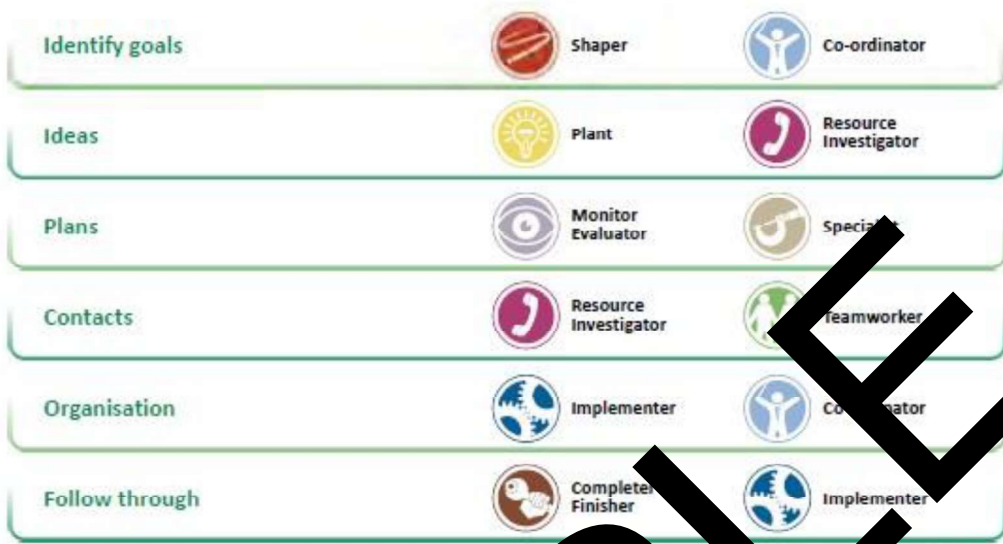 Identify goals
Shaper
Co-ordinator
Ideas
Plant
Resource
Investigator
Plans
Monitor
Evaluator
Contacts
Resource
Investigator
Teamworker
Organisation
Implementer
Follow through
Completer
Finisher
Implementer